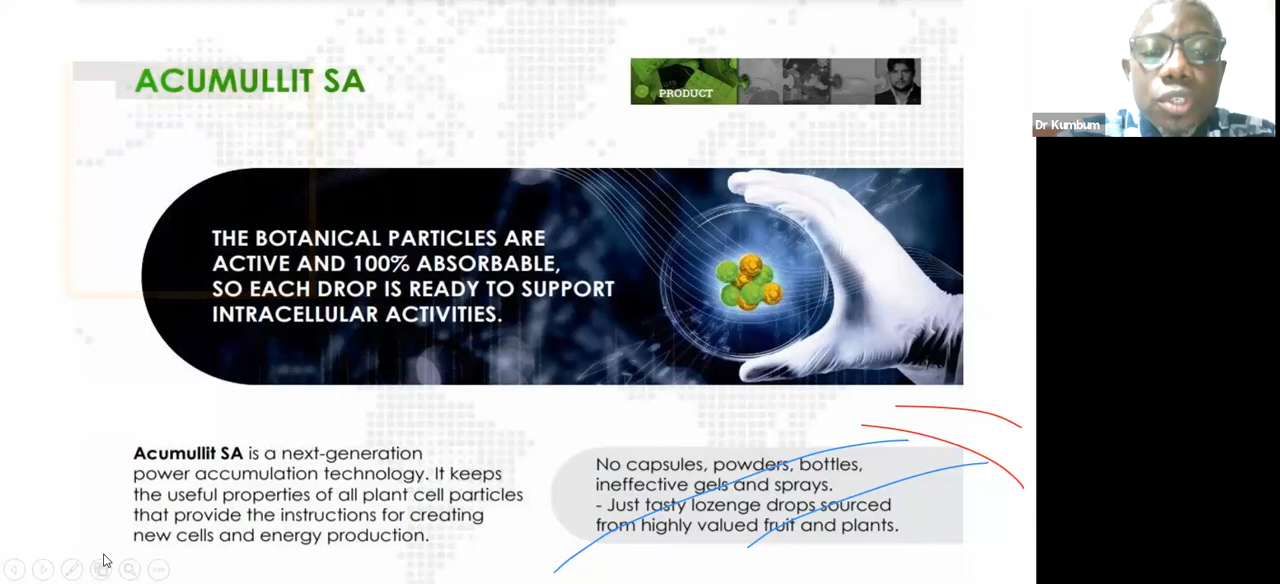 ACUMULLIT SA
PRODUCT
Dr Kumbum
THE BOTANICAL PARTICLES ARE
ACTIVE AND 100% ABSORBABLE,
SO EACH DROP IS READY TO SUPPORT
INTRACELLULAR ACTIVITIES.
Acumullit SA is a next-generation
power accumulation technology. It keeps
the useful properties of all plant cell particles
that provide the instructions for creating
new cells and energy production.
No capsules, powders, bottles,
ineffective gels and sprays.
- Just tasty lozenge drops sourced
from highly valued fruit and plants.